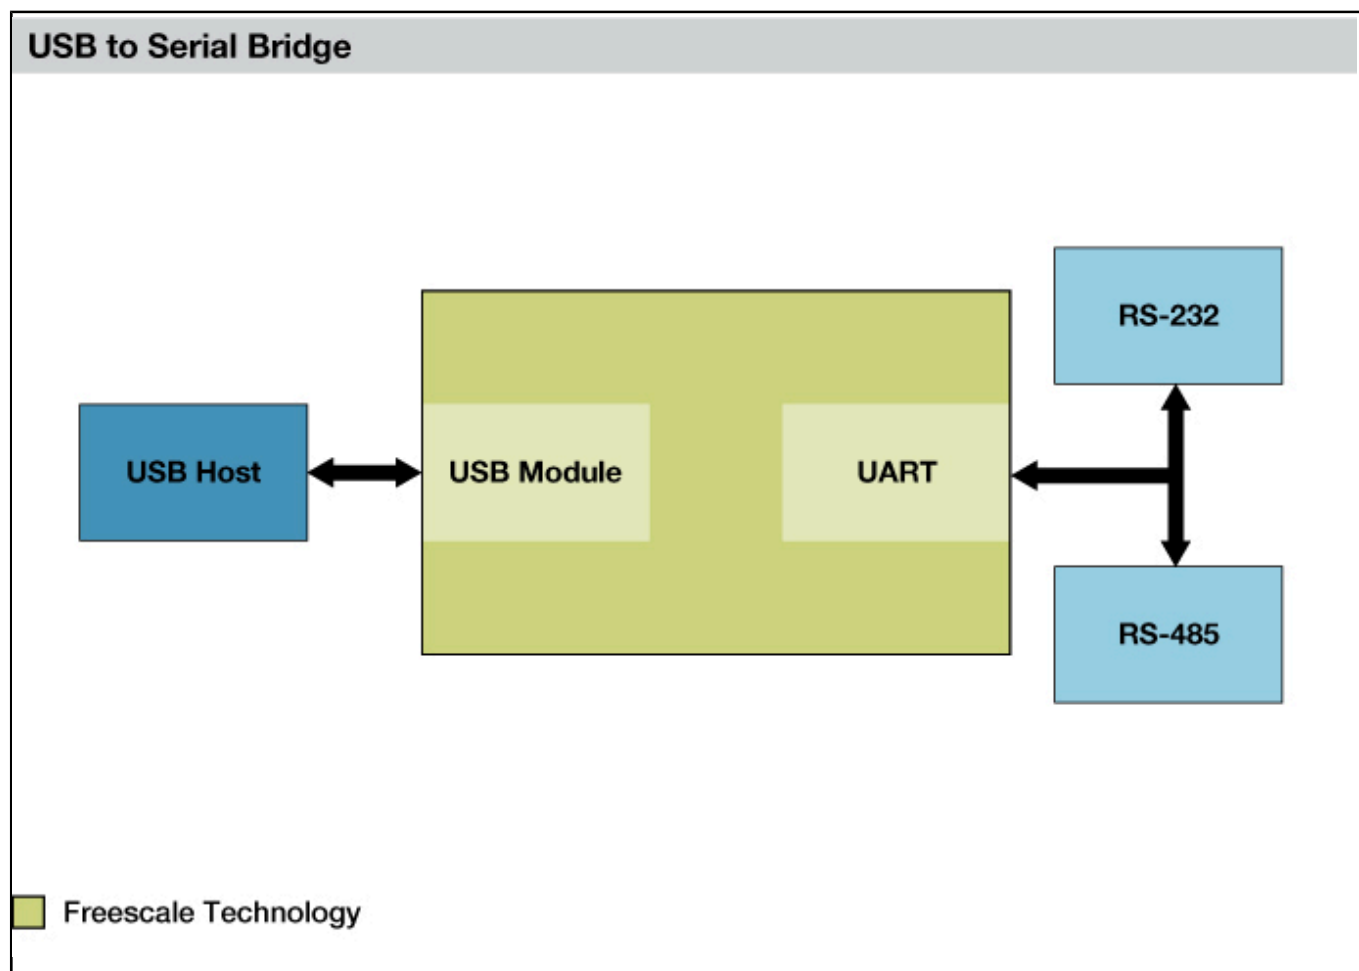 USB to Serial Bridge
RS-232
USB Host
USB Module
UART
RS-485
Freescale Technology